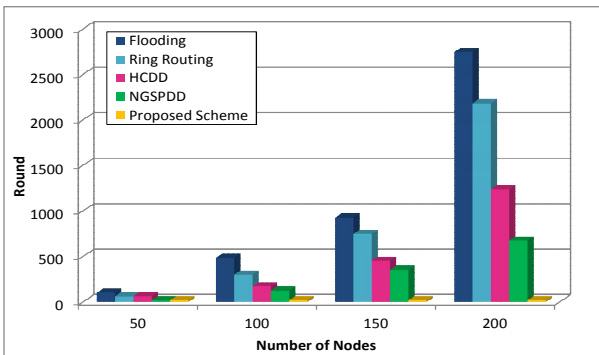 3000
2500
2000
1500
1000
500
0
Round
Flooding
Ring Routing
HCDD
NGSPDD
Proposed Scheme
50 100 150 200
Number of Nodes